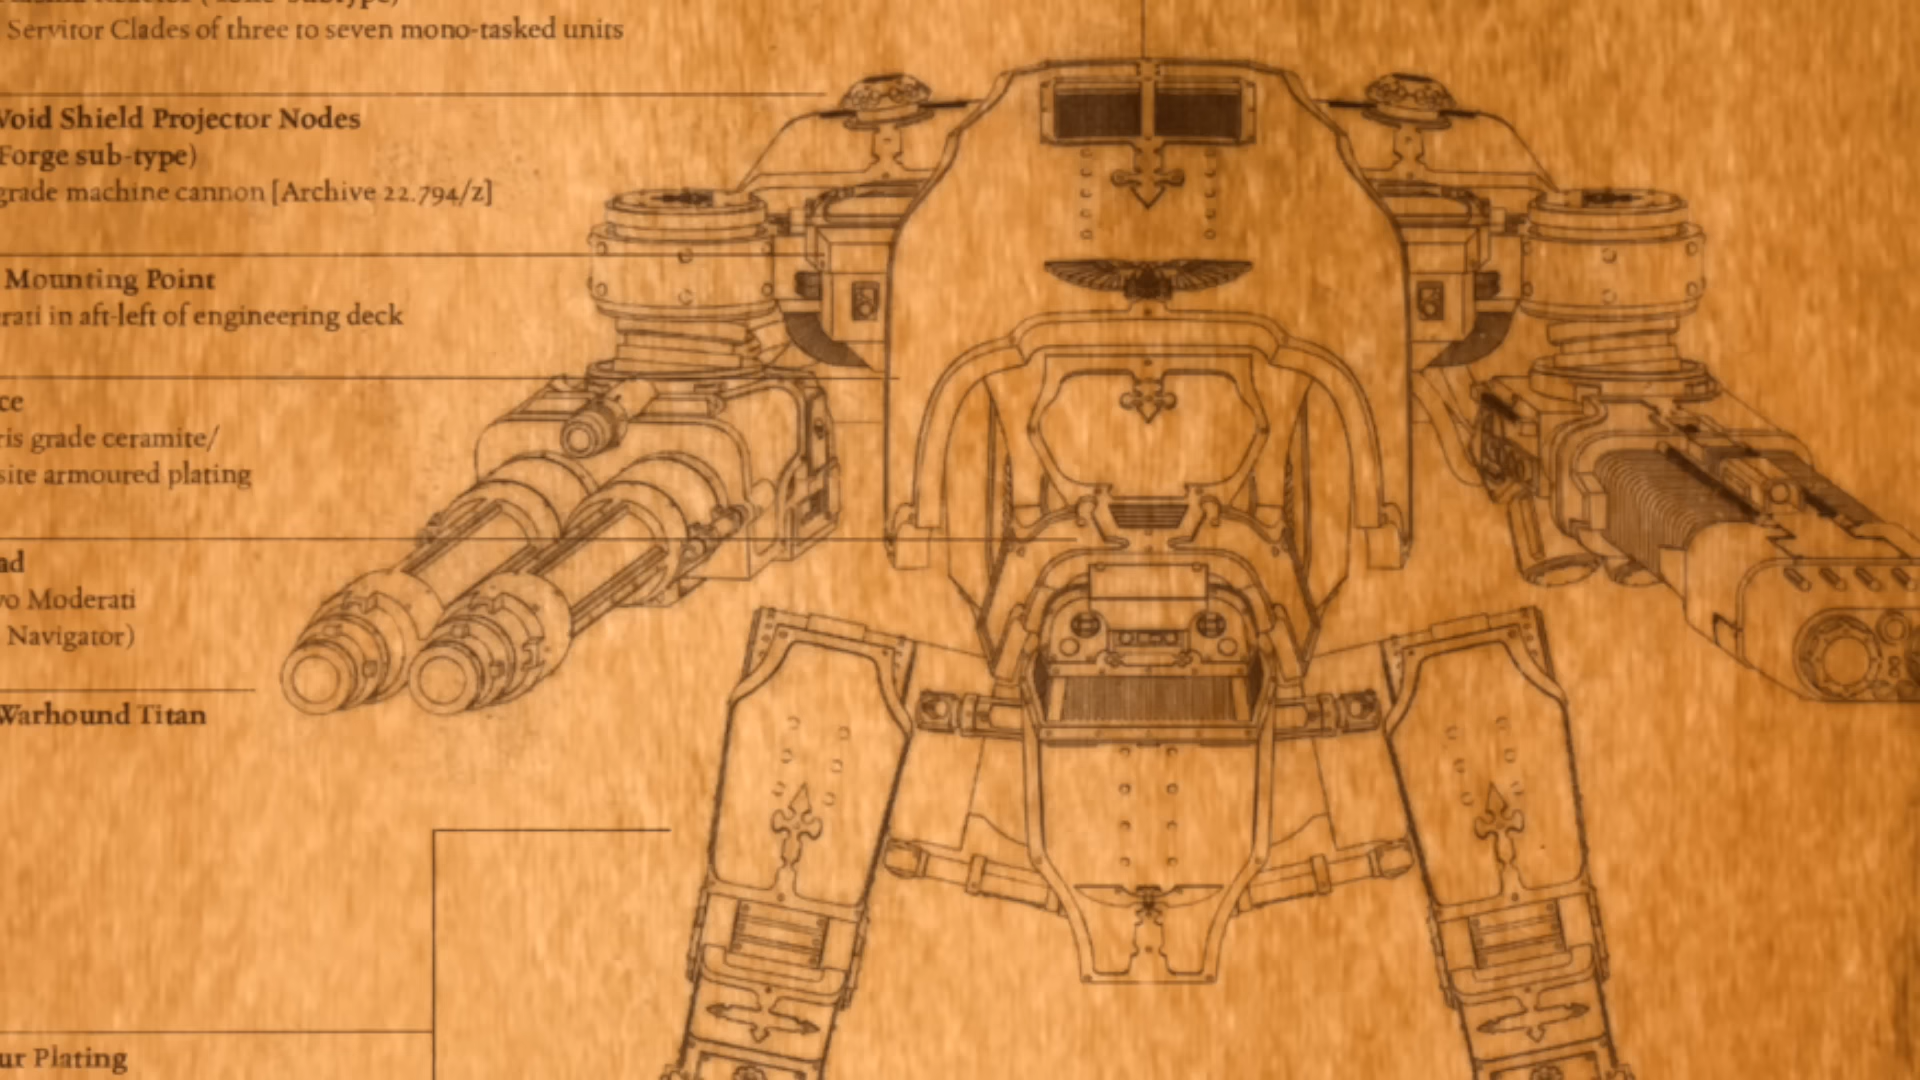 Servitor Clades of three to seven mono-tasked units
Void Shield Projector Nodes
Forge sub-type)
grade machine cannon [Archive 22.794/z]
Mounting Point
rati in aft-left of engineering deck
ce
ris grade ceramite/
site armoured plating
ad
vo Moderati
Navigator)
Warhound Titan
ur Plating